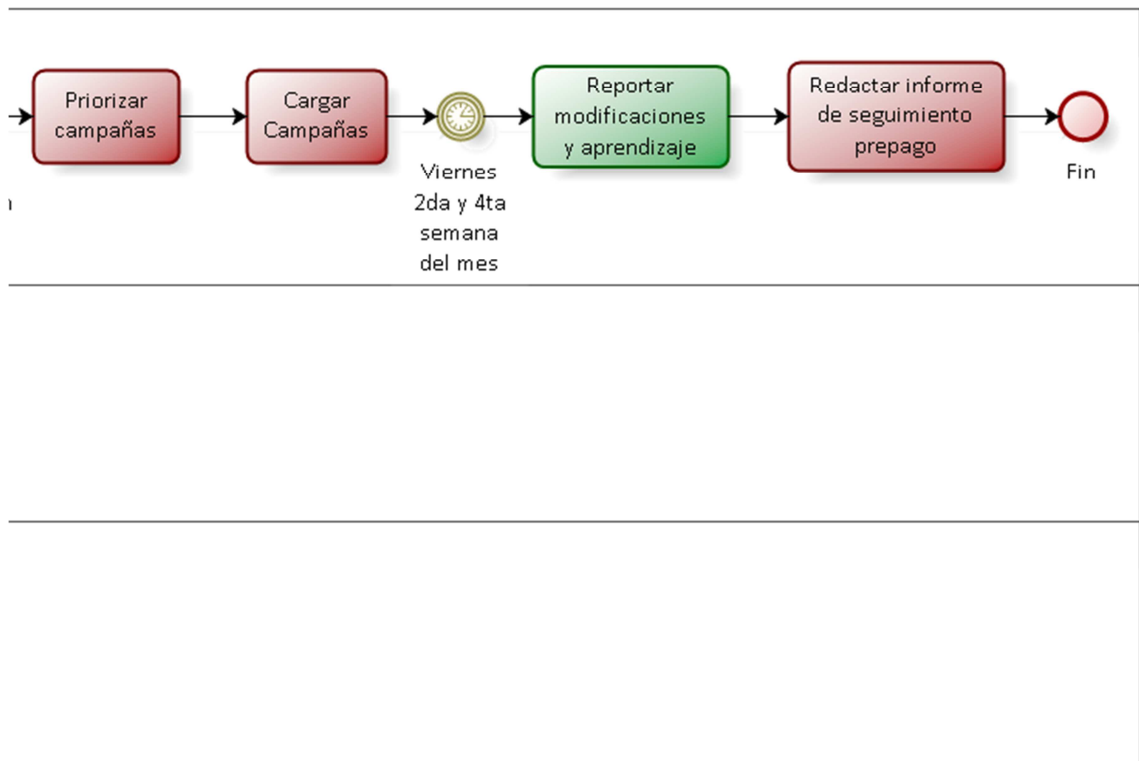 Priorizar
campañas
Cargar
Campañas
Viernes
2da y 4ta
semana
del mes
Reportar
modificaciones
y aprendizaje
Redactar informe
de seguimiento
prepago
Fin